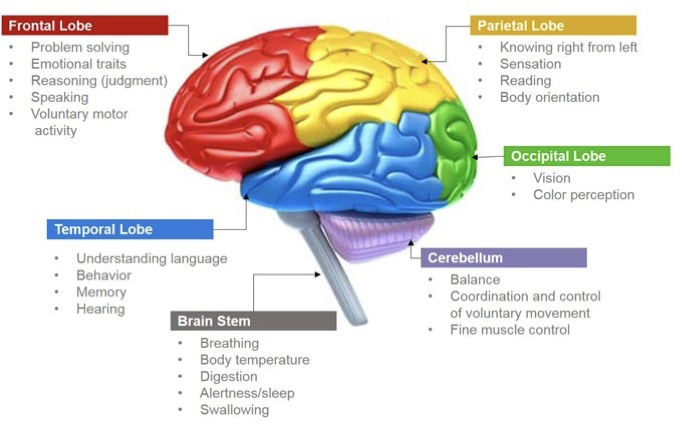 Frontal Lobe
• Problem solving
• Emotional traits
• Reasoning (judgment)
• Speaking
• Voluntary motor
activity
Parietal Lobe
• Knowing right from left
• Sensation
• Reading
• Body orientation
Occipital Lobe
• Vision
• Color perception
Temporal Lobe
• Understanding language
• Behavior
• Memory
• Hearing
Cerebellum
• Balance
• Coordination and control
of voluntary movement
• Fine muscle control
Brain Stem
• Breathing
• Body temperature
• Digestion
• Alertness/sleep
• Swallowing